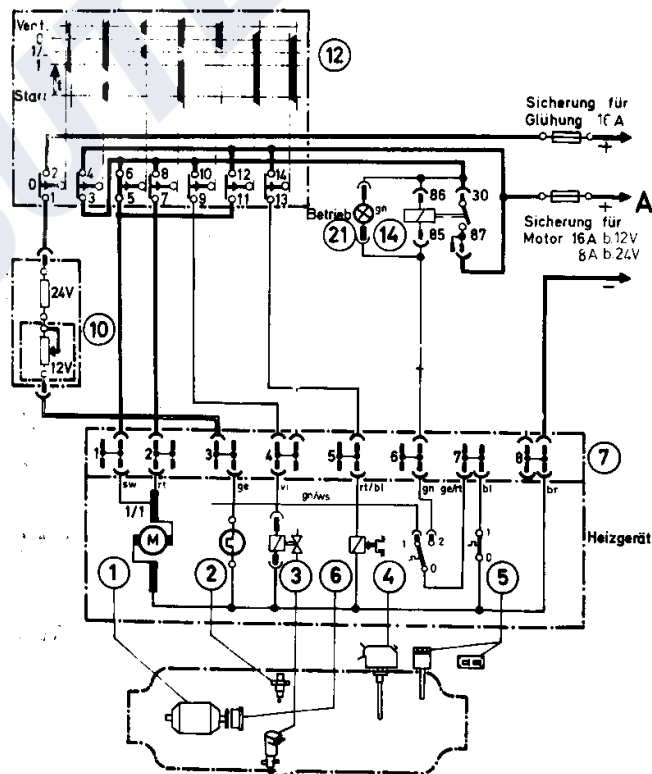 Vent.
0
1/
1
t
Start
12
Sicherung für
Glühung 16A
+
2
4
6
8
10
12
14
0
1
3
5
7
9
11
13
Betrieb
gn
86
30
21
14
85
87
A
+
Sicherung für
Motor 16A b.12V
8A b.24V
−
24V
12V
10
1
2
3
4
5
6
7
8
7
sw
rt
ge
vi
gn/ws
rt/bl
gn
ge/rt
bl
br
1/1
M
1
2
0
1
0
Heizgerät
1
2
3
6
4
5